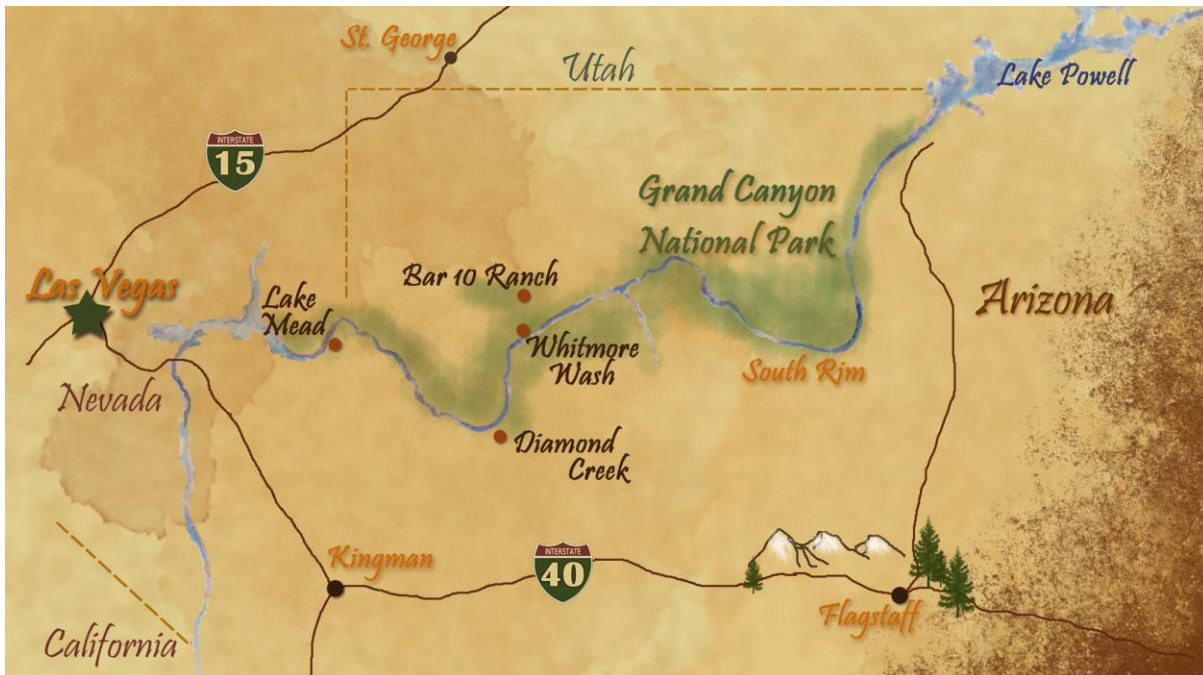 St. George
Utah
Lake Powell
INTERSTATE
15
Grand Canyon
National Park
Las Vegas
Bar 10 Ranch
Lake
Mead
Arizona
Whitmore
Wash
South Rim
Nevada
Diamond
Creek
Kingman
INTERSTATE
40
Flagstaff
California